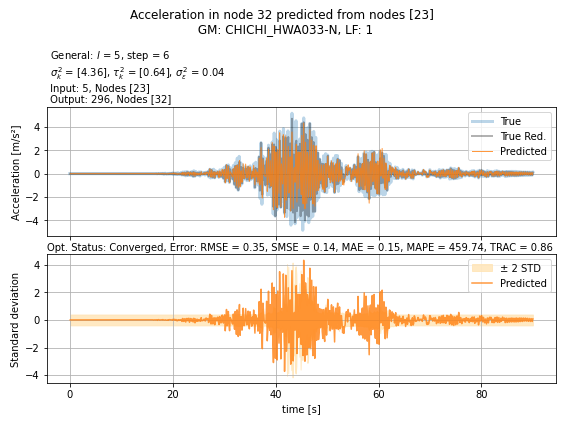 Acceleration in node 32 predicted from nodes [23]
GM: CHICHI_HWA033-N, LF: 1
General: l = 5, step = 6
σ²ₖ = [4.36], τ²ₖ = [0.64], σ²ε = 0.04
Input: 5, Nodes [23]
Output: 296, Nodes [32]
4
2
0
−2
−4
Acceleration [m/s²]
True
True Red.
Predicted
Opt. Status: Converged, Error: RMSE = 0.35, SMSE = 0.14, MAE = 0.15, MAPE = 459.74, TRAC = 0.86
4
2
0
−2
−4
Standard deviation
± 2 STD
Predicted
0 20 40 60 80
time [s]